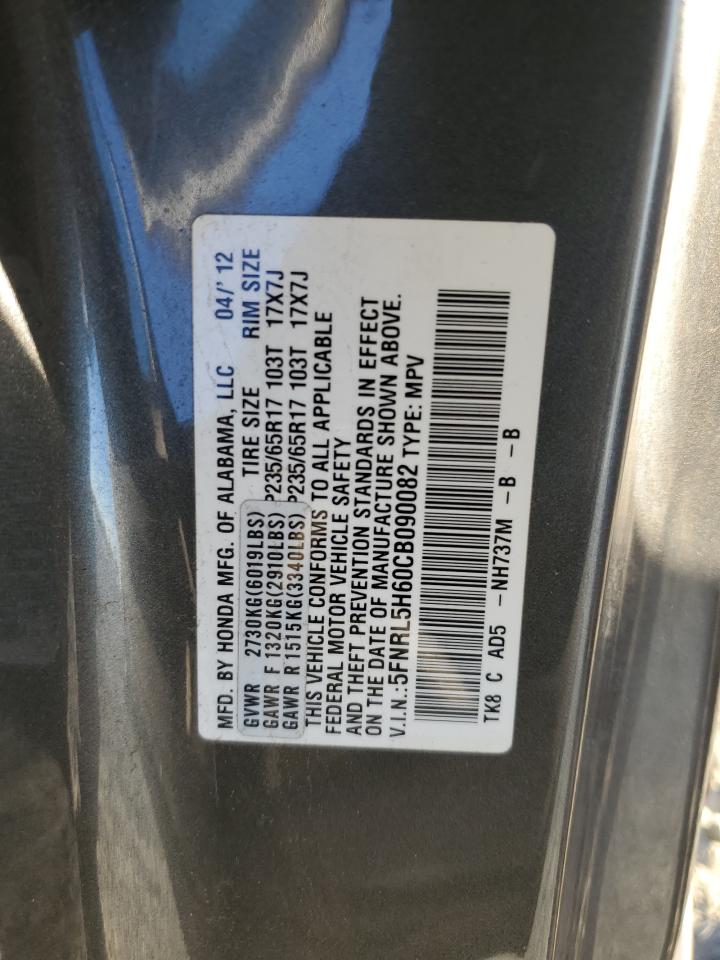 MFD. BY HONDA MFG. OF ALABAMA, LLC 04/' 12
GVWR 2730KG(6019LBS) TIRE SIZE RIM SIZE
GAWR F 1320KG(2910LBS) P235/65R17 103T 17X7J
GAWR R 1515KG(3340LBS) P235/65R17 103T 17X7J
THIS VEHICLE CONFORMS TO ALL APPLICABLE
FEDERAL MOTOR VEHICLE SAFETY
AND THEFT PREVENTION STANDARDS IN EFFECT
ON THE DATE OF MANUFACTURE SHOWN ABOVE.
V.I.N.:5FNRL5H60CB090082 TYPE: MPV
TK8 C AD5 -NH737M -B -B